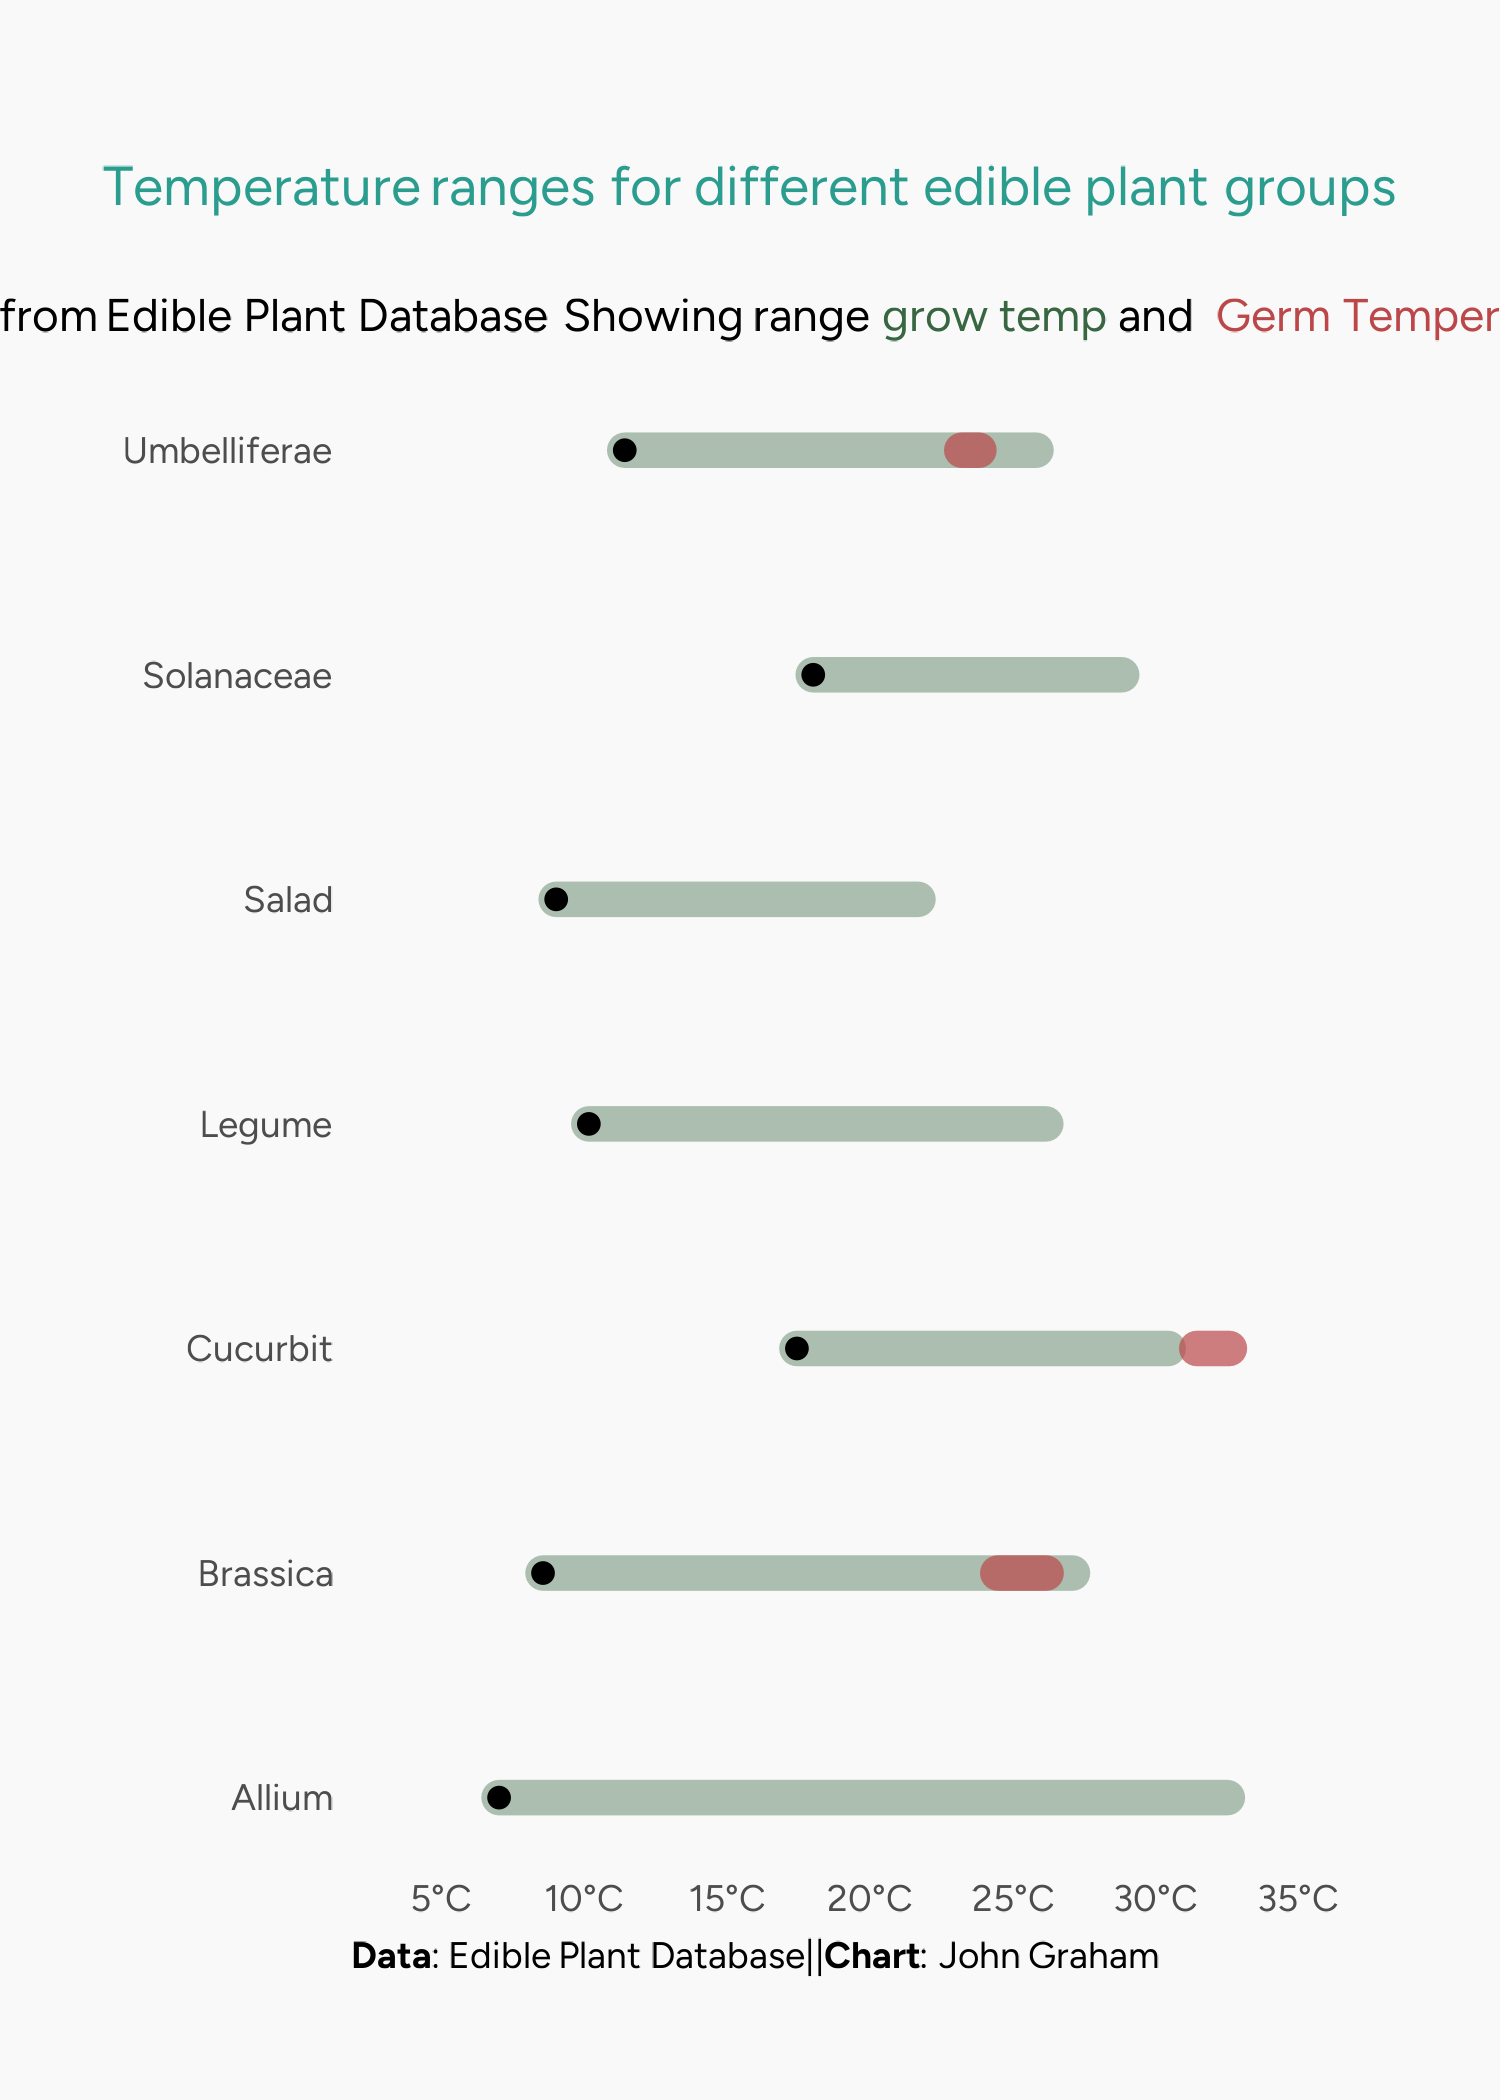 Temperature ranges for different edible plant groups
from Edible Plant Database Showing range grow temp and Germ Temper
Umbelliferae
Solanaceae
Salad
Legume
Cucurbit
Brassica
Allium
5°C 10°C 15°C 20°C 25°C 30°C 35°C
Data: Edible Plant Database||Chart: John Graham